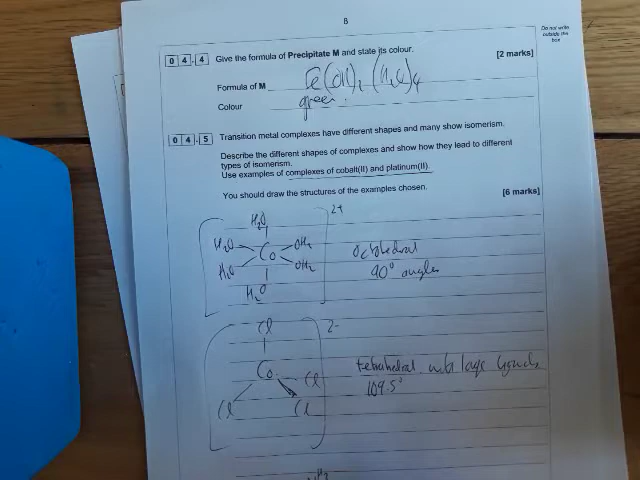 8
Do not write
outside the
box
0 4 . 4 Give the formula of Precipitate M and state its colour.
[2 marks]
Formula of M Fe(OH)2(H2O)4
Colour green.
0 4 . 5 Transition metal complexes have different shapes and many show isomerism.
Describe the different shapes of complexes and show how they lead to different
types of isomerism.
Use examples of complexes of cobalt(II) and platinum(II).
You should draw the structures of the examples chosen.
[6 marks]
H2O 2+
H2O OH2
Co
H2O OH2
H2O
octahedral
90° angles
Cl 2-
Co
Cl
Cl Cl
tetrahedral with large ligands
109.5°